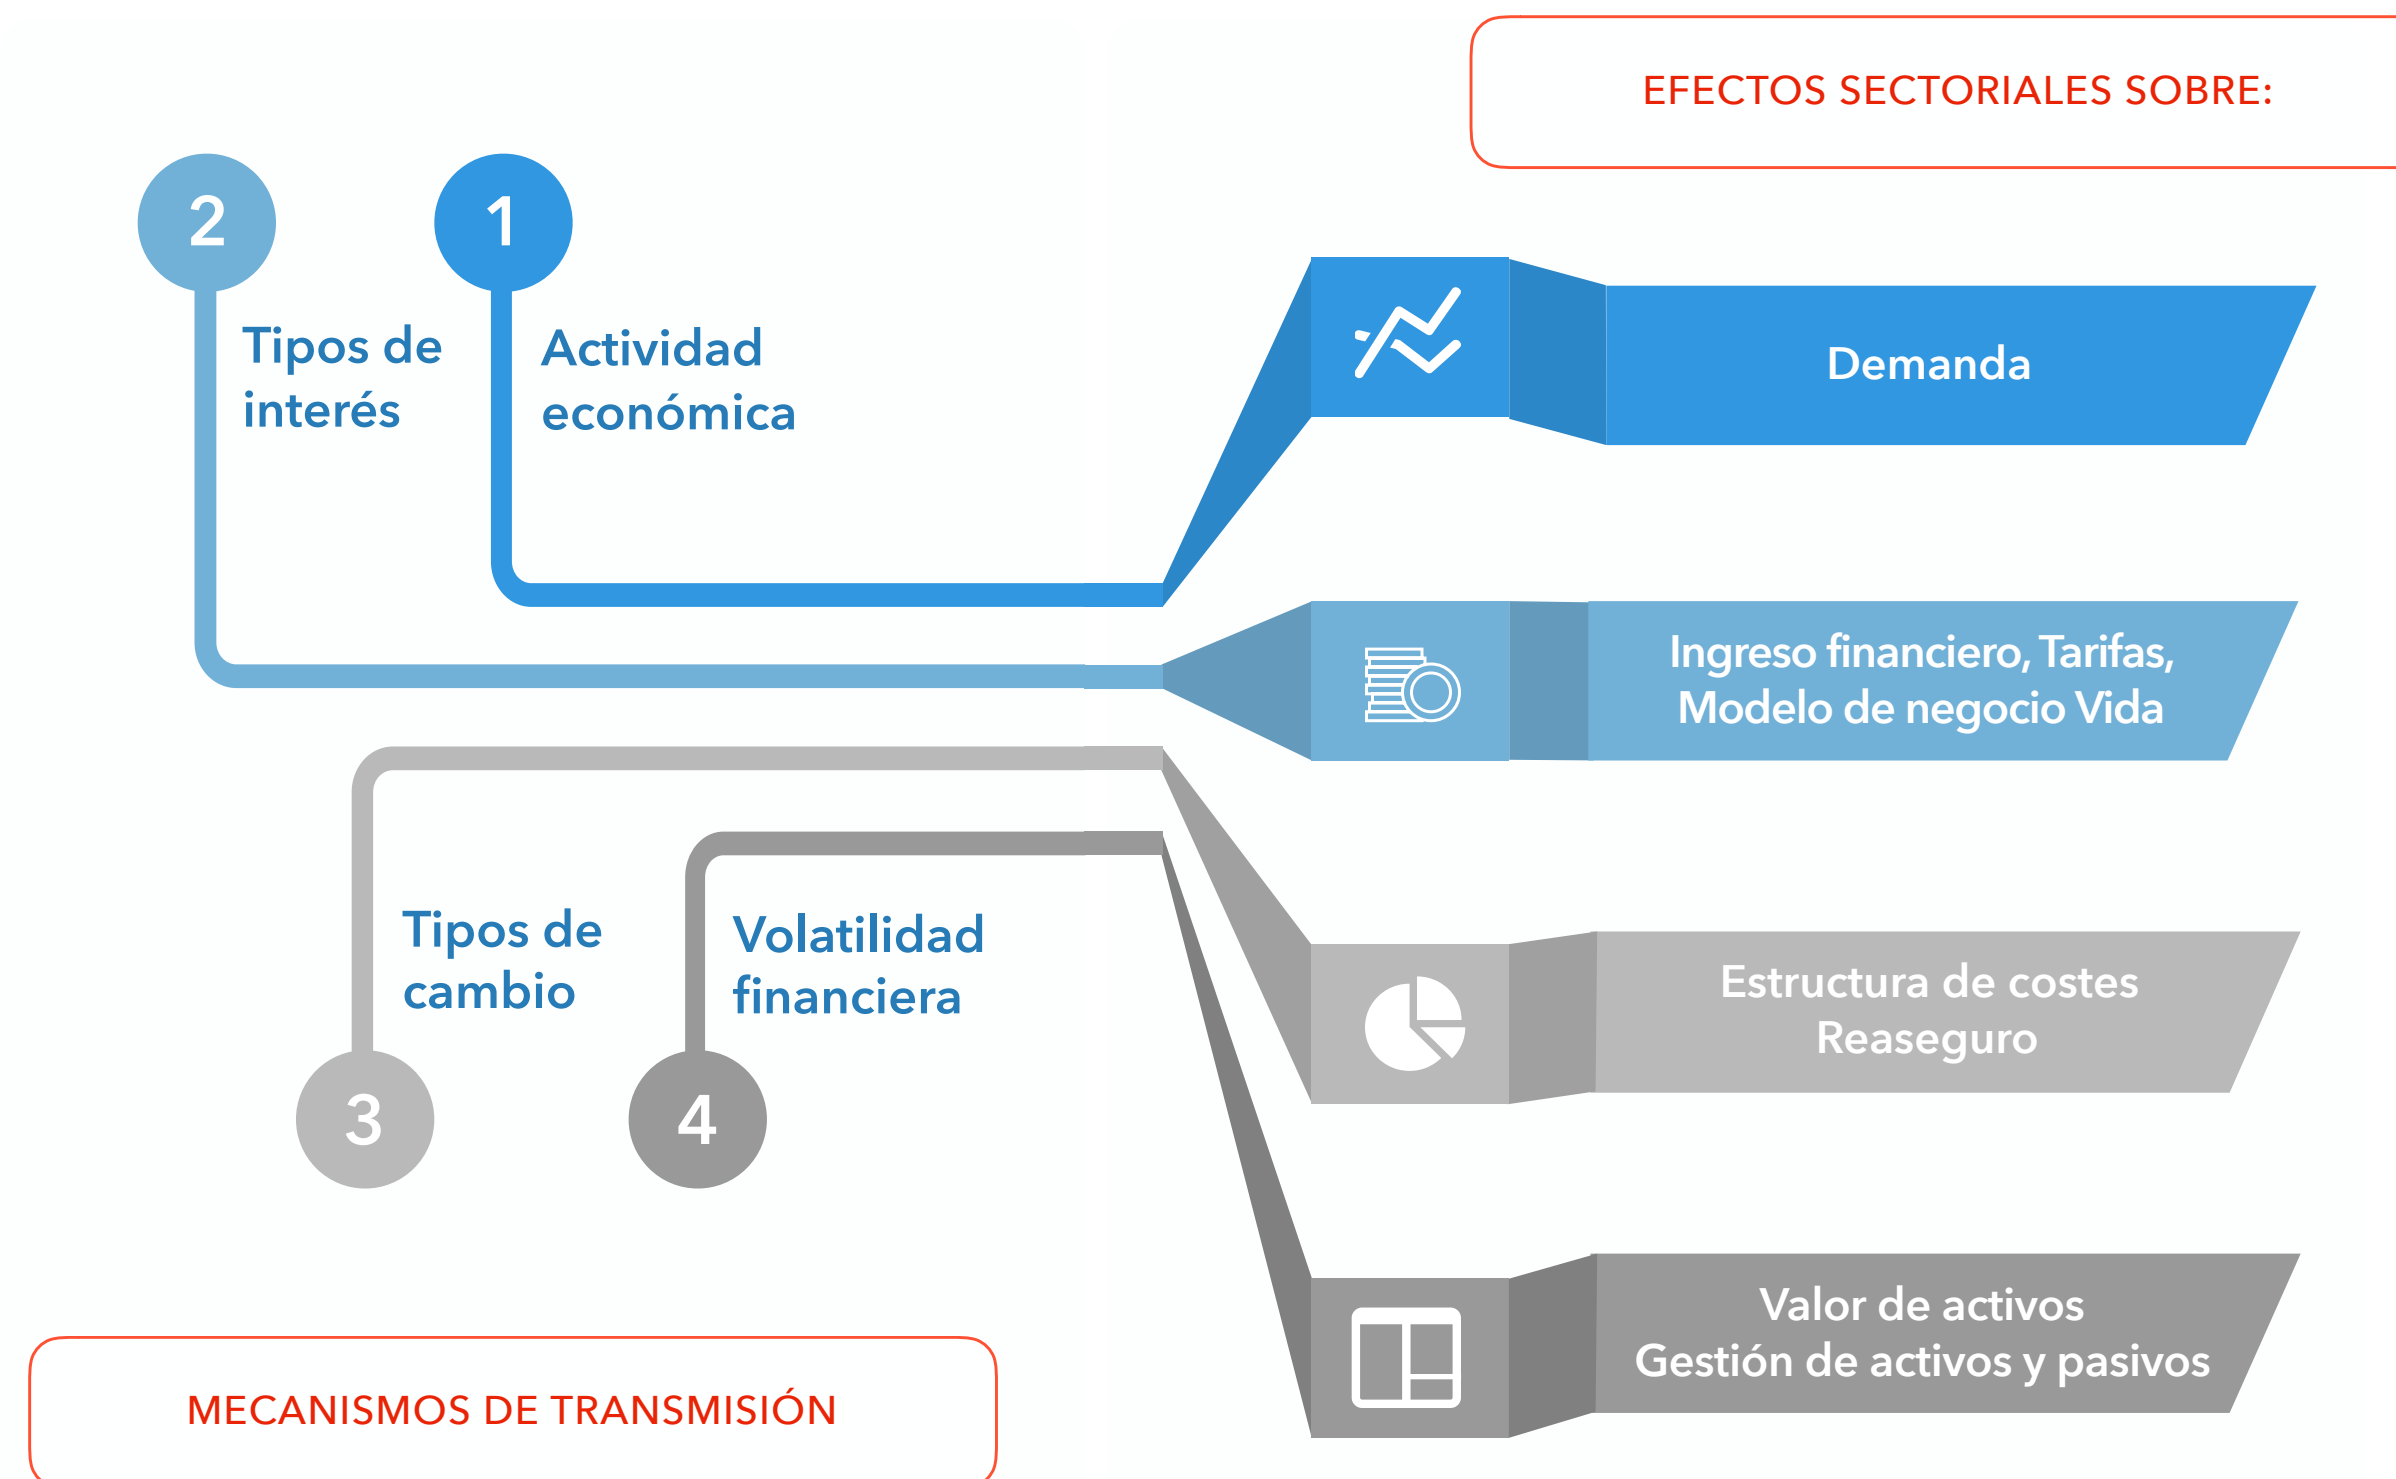 EFECTOS SECTORIALES SOBRE:
2
1
Tipos de
interés
Actividad
económica
Demanda
Ingreso financiero, Tarifas,
Modelo de negocio Vida
Tipos de
cambio
Volatilidad
financiera
3
4
Estructura de costes
Reaseguro
Valor de activos
Gestión de activos y pasivos
MECANISMOS DE TRANSMISIÓN